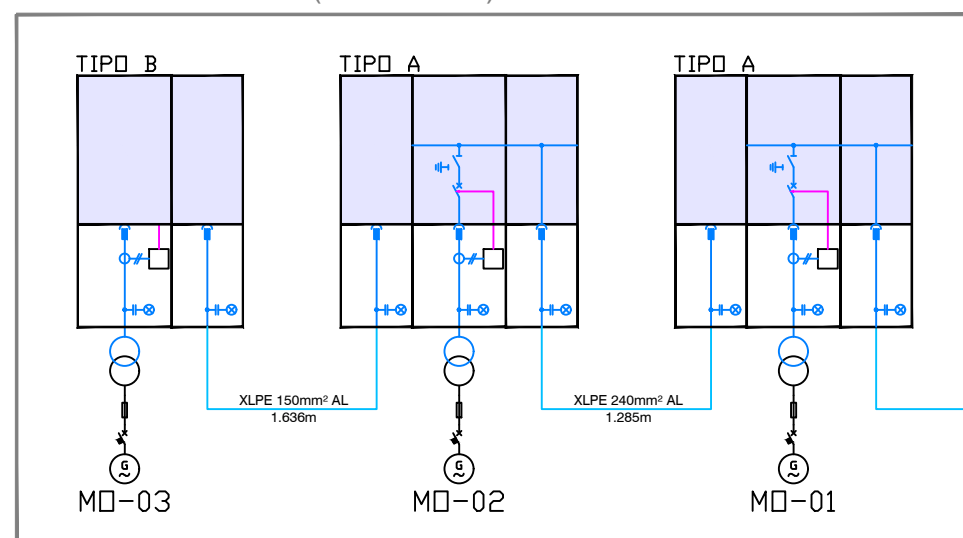 TIPO B
TIPO A
TIPO A
XLPE 150mm² AL
1.636m
XLPE 240mm² AL
1.285m
G
G
G
MO-03
MO-02
MO-01